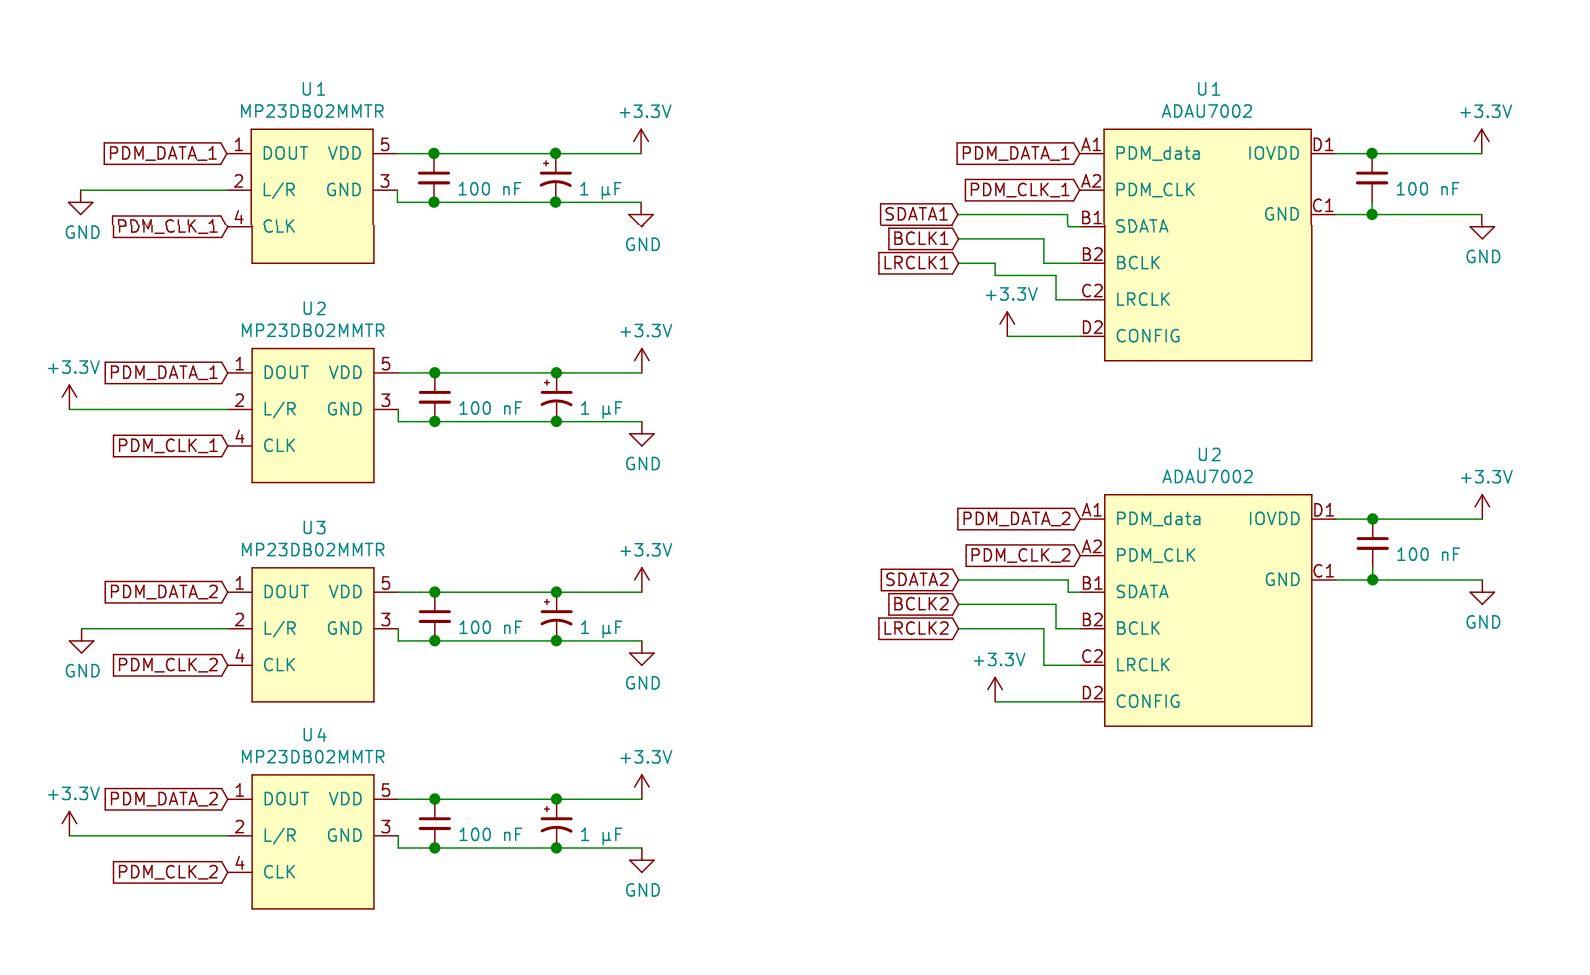 U1
MP23DB02MMTR
+3.3V
PDM_DATA_1
1
DOUT
VDD
5
2
L/R
GND
3
100 nF
1 µF
GND
PDM_CLK_1
4
CLK
GND
U2
MP23DB02MMTR
+3.3V
+3.3V
PDM_DATA_1
1
DOUT
VDD
5
2
L/R
GND
3
100 nF
1 µF
PDM_CLK_1
4
CLK
GND
U3
MP23DB02MMTR
+3.3V
PDM_DATA_2
1
DOUT
VDD
5
2
L/R
GND
3
100 nF
1 µF
GND
PDM_CLK_2
4
CLK
GND
U4
MP23DB02MMTR
+3.3V
+3.3V
PDM_DATA_2
1
DOUT
VDD
5
2
L/R
GND
3
100 nF
1 µF
PDM_CLK_2
4
CLK
GND
U1
ADAU7002
+3.3V
PDM_DATA_1
A1
PDM_data
IOVDD
D1
PDM_CLK_1
A2
PDM_CLK
100 nF
SDATA1
B1
SDATA
GND
C1
BCLK1
B2
BCLK
GND
LRCLK1
C2
LRCLK
+3.3V
D2
CONFIG
U2
ADAU7002
+3.3V
PDM_DATA_2
A1
PDM_data
IOVDD
D1
PDM_CLK_2
A2
PDM_CLK
100 nF
SDATA2
B1
SDATA
GND
C1
BCLK2
B2
BCLK
GND
LRCLK2
C2
LRCLK
+3.3V
D2
CONFIG